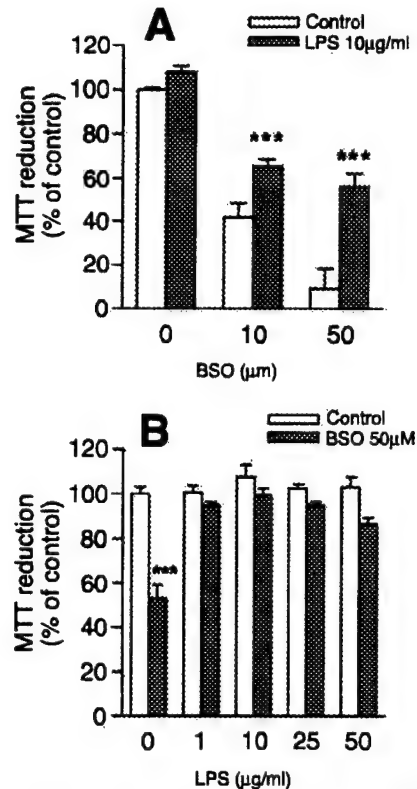 A
Control
LPS 10µg/ml
MTT reduction
(% of control)
120
100
80
60
40
20
0
***
***
0 10 50
BSO (µm)
B
Control
BSO 50µM
MTT reduction
(% of control)
120
100
80
60
40
20
0
***
0 1 10 25 50
LPS (µg/ml)